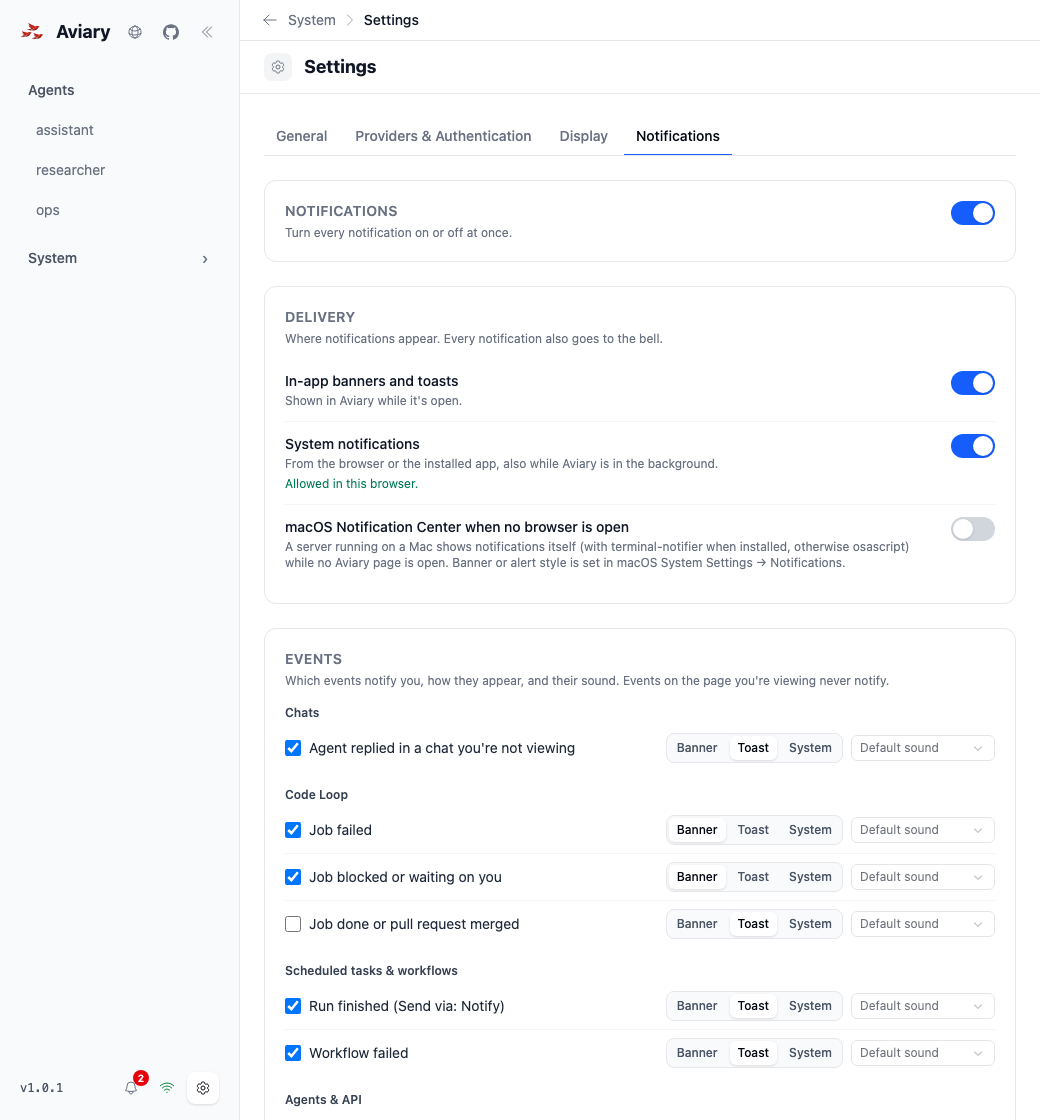 Aviary
System
Settings
Settings
Agents
assistant
researcher
ops
System
General
Providers & Authentication
Display
Notifications
NOTIFICATIONS
Turn every notification on or off at once.
DELIVERY
Where notifications appear. Every notification also goes to the bell.
In-app banners and toasts
Shown in Aviary while it's open.
System notifications
From the browser or the installed app, also while Aviary is in the background.
Allowed in this browser.
macOS Notification Center when no browser is open
A server running on a Mac shows notifications itself (with terminal-notifier when installed, otherwise osascript)
while no Aviary page is open. Banner or alert style is set in macOS System Settings → Notifications.
EVENTS
Which events notify you, how they appear, and their sound. Events on the page you're viewing never notify.
Chats
Agent replied in a chat you're not viewing Banner Toast System Default sound
Code Loop
Job failed Banner Toast System Default sound
Job blocked or waiting on you Banner Toast System Default sound
Job done or pull request merged Banner Toast System Default sound
Scheduled tasks & workflows
Run finished (Send via: Notify) Banner Toast System Default sound
Workflow failed Banner Toast System Default sound
Agents & API
v1.0.1
2